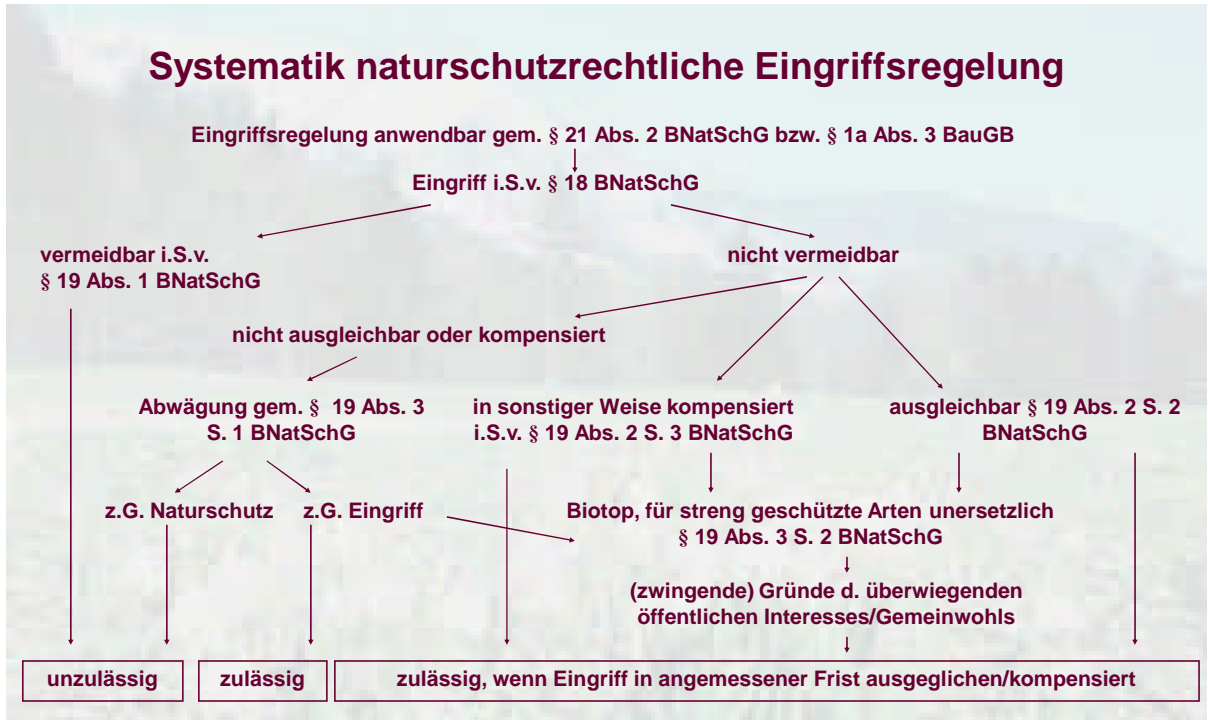 Systematik naturschutzrechtliche Eingriffsregelung
Eingriffsregelung anwendbar gem. § 21 Abs. 2 BNatSchG bzw. § 1a Abs. 3 BauGB
Eingriff i.S.v. § 18 BNatSchG
vermeidbar i.S.v.
§ 19 Abs. 1 BNatSchG
nicht vermeidbar
nicht ausgleichbar oder kompensiert
Abwägung gem. § 19 Abs. 3
S. 1 BNatSchG
in sonstiger Weise kompensiert
i.S.v. § 19 Abs. 2 S. 3 BNatSchG
ausgleichbar § 19 Abs. 2 S. 2
BNatSchG
z.G. Naturschutz
z.G. Eingriff
Biotop, für streng geschützte Arten unersetzlich
§ 19 Abs. 3 S. 2 BNatSchG
(zwingende) Gründe d. überwiegenden
öffentlichen Interesses/Gemeinwohls
unzulässig
zulässig
zulässig, wenn Eingriff in angemessener Frist ausgeglichen/kompensiert